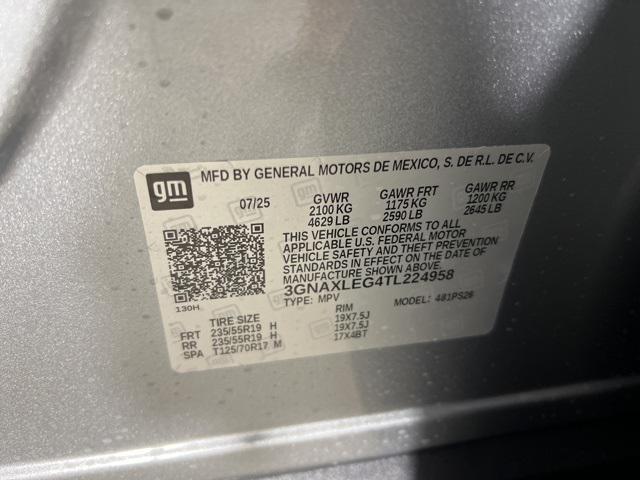 gm
MFD BY GENERAL MOTORS DE MEXICO, S. DE R.L. DE C.V.
07/25 GVWR GAWR FRT GAWR RR
2100 KG 1175 KG 1200 KG
4629 LB 2590 LB 2645 LB
THIS VEHICLE CONFORMS TO ALL
APPLICABLE U.S. FEDERAL MOTOR
VEHICLE SAFETY AND THEFT PREVENTION
STANDARDS IN EFFECT ON THE DATE OF
MANUFACTURE SHOWN ABOVE.
3GNAXLEG4TL224958
130H TYPE: MPV MODEL: 481PS26
TIRE SIZE RIM
FRT 235/55R19 H 19X7.5J
RR 235/55R19 H 19X7.5J
SPA T125/70R17 M 17X4BT